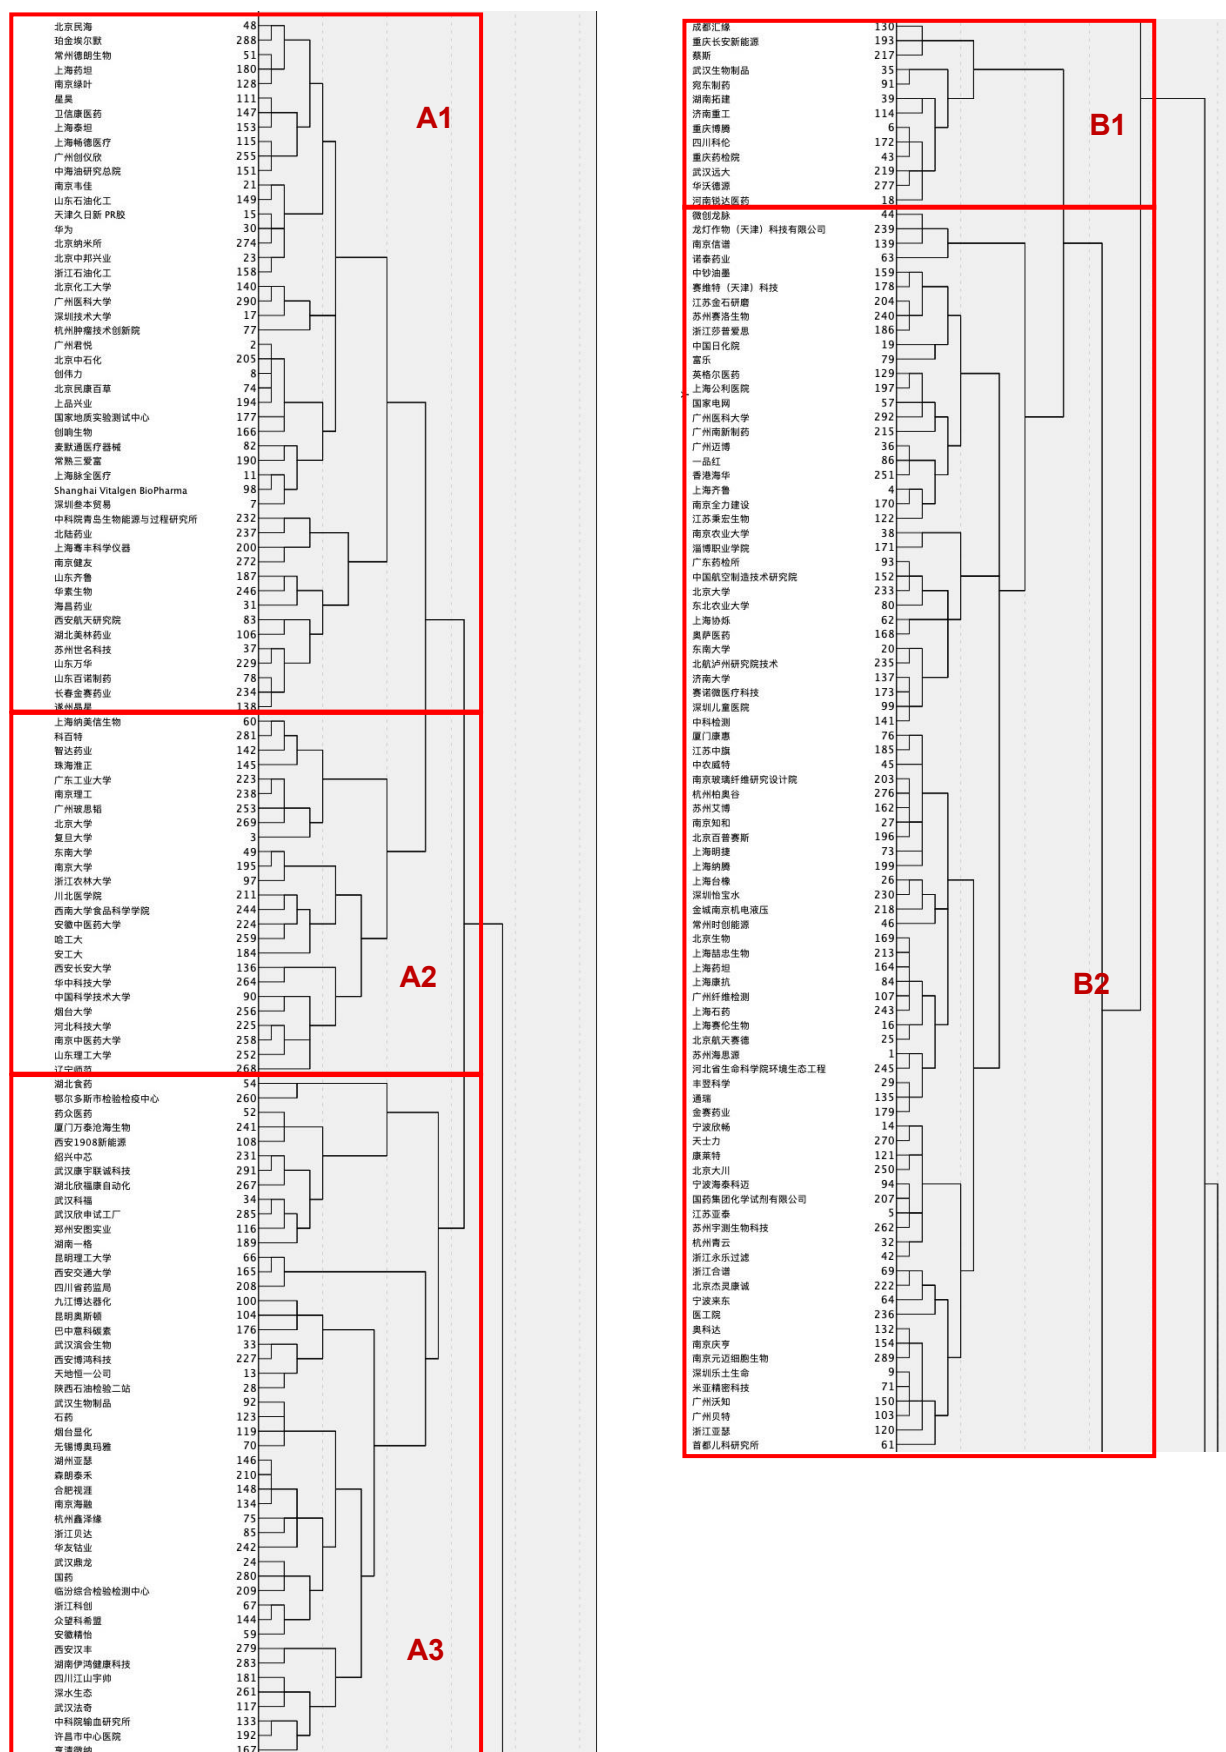 北京民海 48
珀金埃尔默 288
常州德朗生物 51
上海药坦 180
南京绿叶 128
星昊 111
卫信康医药 147
上海泰坦 153
上海畅德医疗 115
广州创仪欣 255
中海油研究总院 151
南京韦佳 21
山东石油化工 149
天津久日新 PR胶 15
华为 30
北京纳米所 274
北京中邦兴业 23
浙江石油化工 158
北京化工大学 140
广州医科大学 290
深圳技术大学 17
杭州肿瘤技术创新院 77
广州君悦 2
北京中石化 205
创伟力 8
北京民康百草 74
上品兴业 194
国家地质实验测试中心 177
创响生物 166
麦默通医疗器械 82
常熟三爱富 190
上海脉全医疗 11
Shanghai Vitalgen BioPharma 98
深圳叁本贸易 7
中科院青岛生物能源与过程研究所 232
北陆药业 237
上海骞丰科学仪器 200
南京健友 272
山东齐鲁 187
华素生物 246
海昌药业 31
西安航天研究院 83
湖北美林药业 106
苏州世名科技 37
山东万华 229
山东百诺制药 78
长春金赛药业 234
遂州晶星 138
A1
上海纳美信生物 60
科百特 281
智达药业 142
珠海淮正 145
广东工业大学 223
南京理工 238
广州玻思韬 253
北京大学 269
复旦大学 3
东南大学 49
南京大学 195
浙江农林大学 97
川北医学院 211
西南大学食品科学学院 244
安徽中医药大学 224
哈工大 259
安工大 184
西安长安大学 136
华中科技大学 264
中国科学技术大学 90
烟台大学 256
河北科技大学 225
南京中医药大学 258
山东理工大学 252
辽宁师范 268
A2
湖北食药 54
鄂尔多斯市检验检疫中心 260
药众医药 52
厦门万泰沧海生物 241
西安1908新能源 108
绍兴中芯 231
武汉康宇联诚科技 291
湖北欣福康自动化 267
武汉科福 34
武汉欣申试工厂 285
郑州安图实业 116
湖南一格 189
昆明理工大学 66
西安交通大学 165
四川省药监局 208
九江博达器化 100
昆明奥斯顿 104
巴中意科碳素 176
武汉滨会生物 33
西安博鸿科技 227
天地恒一公司 13
陕西石油检验二站 28
武汉生物制品 92
石药 123
烟台显化 119
无锡博奥玛雅 70
湖州亚瑟 146
森朗泰禾 210
合肥视涯 148
南京海融 134
杭州鑫泽缘 75
浙江贝达 85
华友钴业 242
武汉鼎龙 24
国药 280
临汾综合检验检测中心 209
浙江科创 67
众望科希盟 144
安徽精怡 59
西安汉丰 279
湖南伊鸿健康科技 283
四川江山宇帅 181
深水生态 261
武汉法奇 117
中科院输血研究所 133
许昌市中心医院 192
167
A3
成都汇缘 130
重庆长安新能源 193
蔡斯 217
武汉生物制品 35
宛东制药 91
湖南拓建 39
济南重工 114
重庆博腾 6
四川科伦 172
重庆药检院 43
武汉远大 219
华沃德源 277
河南锐达医药 18
B1
微创龙脉 44
龙灯作物（天津）科技有限公司 239
南京信谱 139
诺泰药业 63
中钞油墨 159
赛维特（天津）科技 178
江苏金石研磨 204
苏州赛洛生物 240
浙江莎普爱思 186
中国日化院 19
富乐 79
英格尔医药 129
上海公利医院 197
国家电网 57
广州医科大学 292
广州南新制药 215
广州迈博 36
一品红 86
香港海华 251
上海齐鲁 4
南京全力建设 170
江苏秉宏生物 122
南京农业大学 38
淄博职业学院 171
广东药检所 93
中国航空制造技术研究院 152
北京大学 233
东北农业大学 80
上海协烁 62
奥萨医药 168
东南大学 20
北航泸州研究院技术 235
济南大学 137
赛诺微医疗科技 173
深圳儿童医院 99
中科检测 141
厦门康惠 76
江苏中旗 185
中农威特 45
南京玻璃纤维研究设计院 203
杭州柏奥谷 276
苏州艾博 162
南京知和 27
北京百普赛斯 196
上海明捷 73
上海纳腾 199
上海台橡 26
深圳怡宝水 230
金城南京机电液压 218
常州时创能源 46
北京生物 169
上海喆忠生物 213
上海药坦 164
上海康抗 84
广州纤维检测 107
上海石药 243
上海赛伦生物 16
北京航天赛德 25
苏州海思源 1
河北省生命科学院环境生态工程 245
丰翌科学 29
通瑞 135
金赛药业 179
宁波欣畅 14
天士力 270
康莱特 121
北京大川 250
宁波海泰科迈 94
国药集团化学试剂有限公司 207
江苏亚泰 5
苏州宇测生物科技 262
杭州青云 32
浙江永乐过滤 42
浙江合谱 69
北京杰灵康诚 222
宁波来东 64
医工院 236
奥科达 132
南京庆亨 154
南京元迈细胞生物 289
深圳乐土生命 9
米亚精密科技 71
广州沃知 150
广州贝特 103
浙江亚瑟 120
首都儿科研究所 61
B2